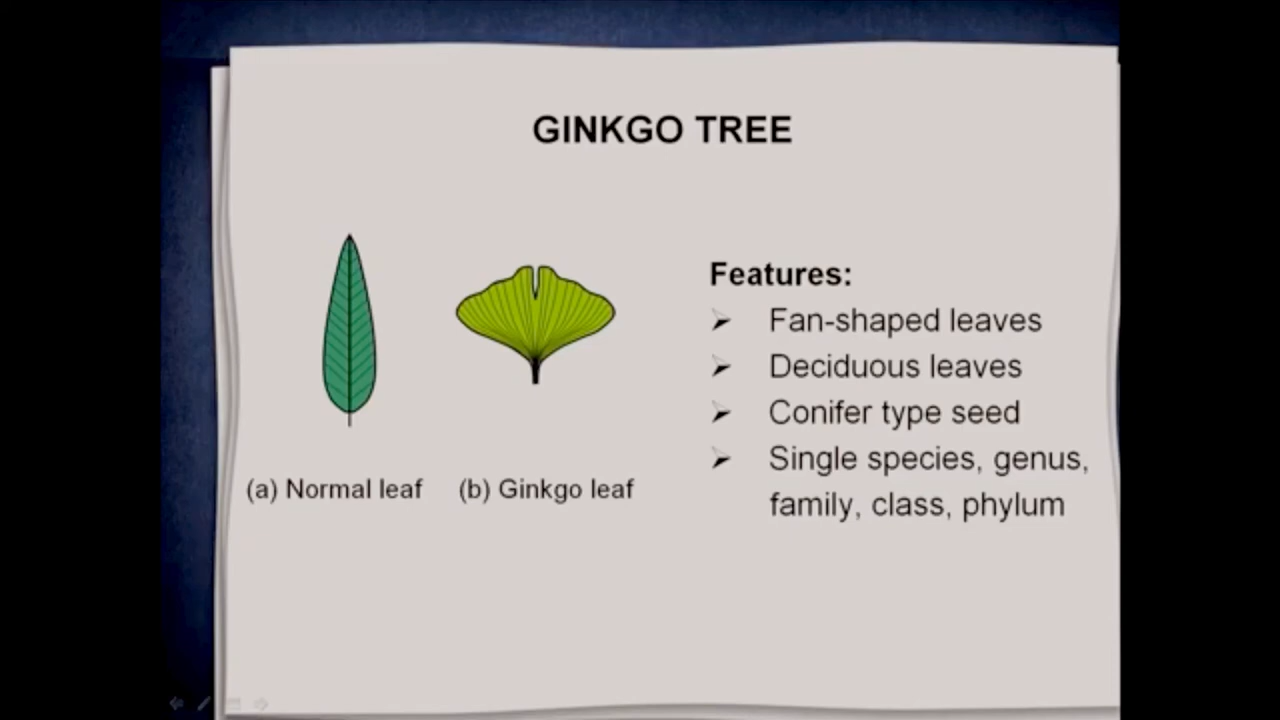 GINKGO TREE
Features:
Fan-shaped leaves
Deciduous leaves
Conifer type seed
Single species, genus,
family, class, phylum
(a) Normal leaf
(b) Ginkgo leaf